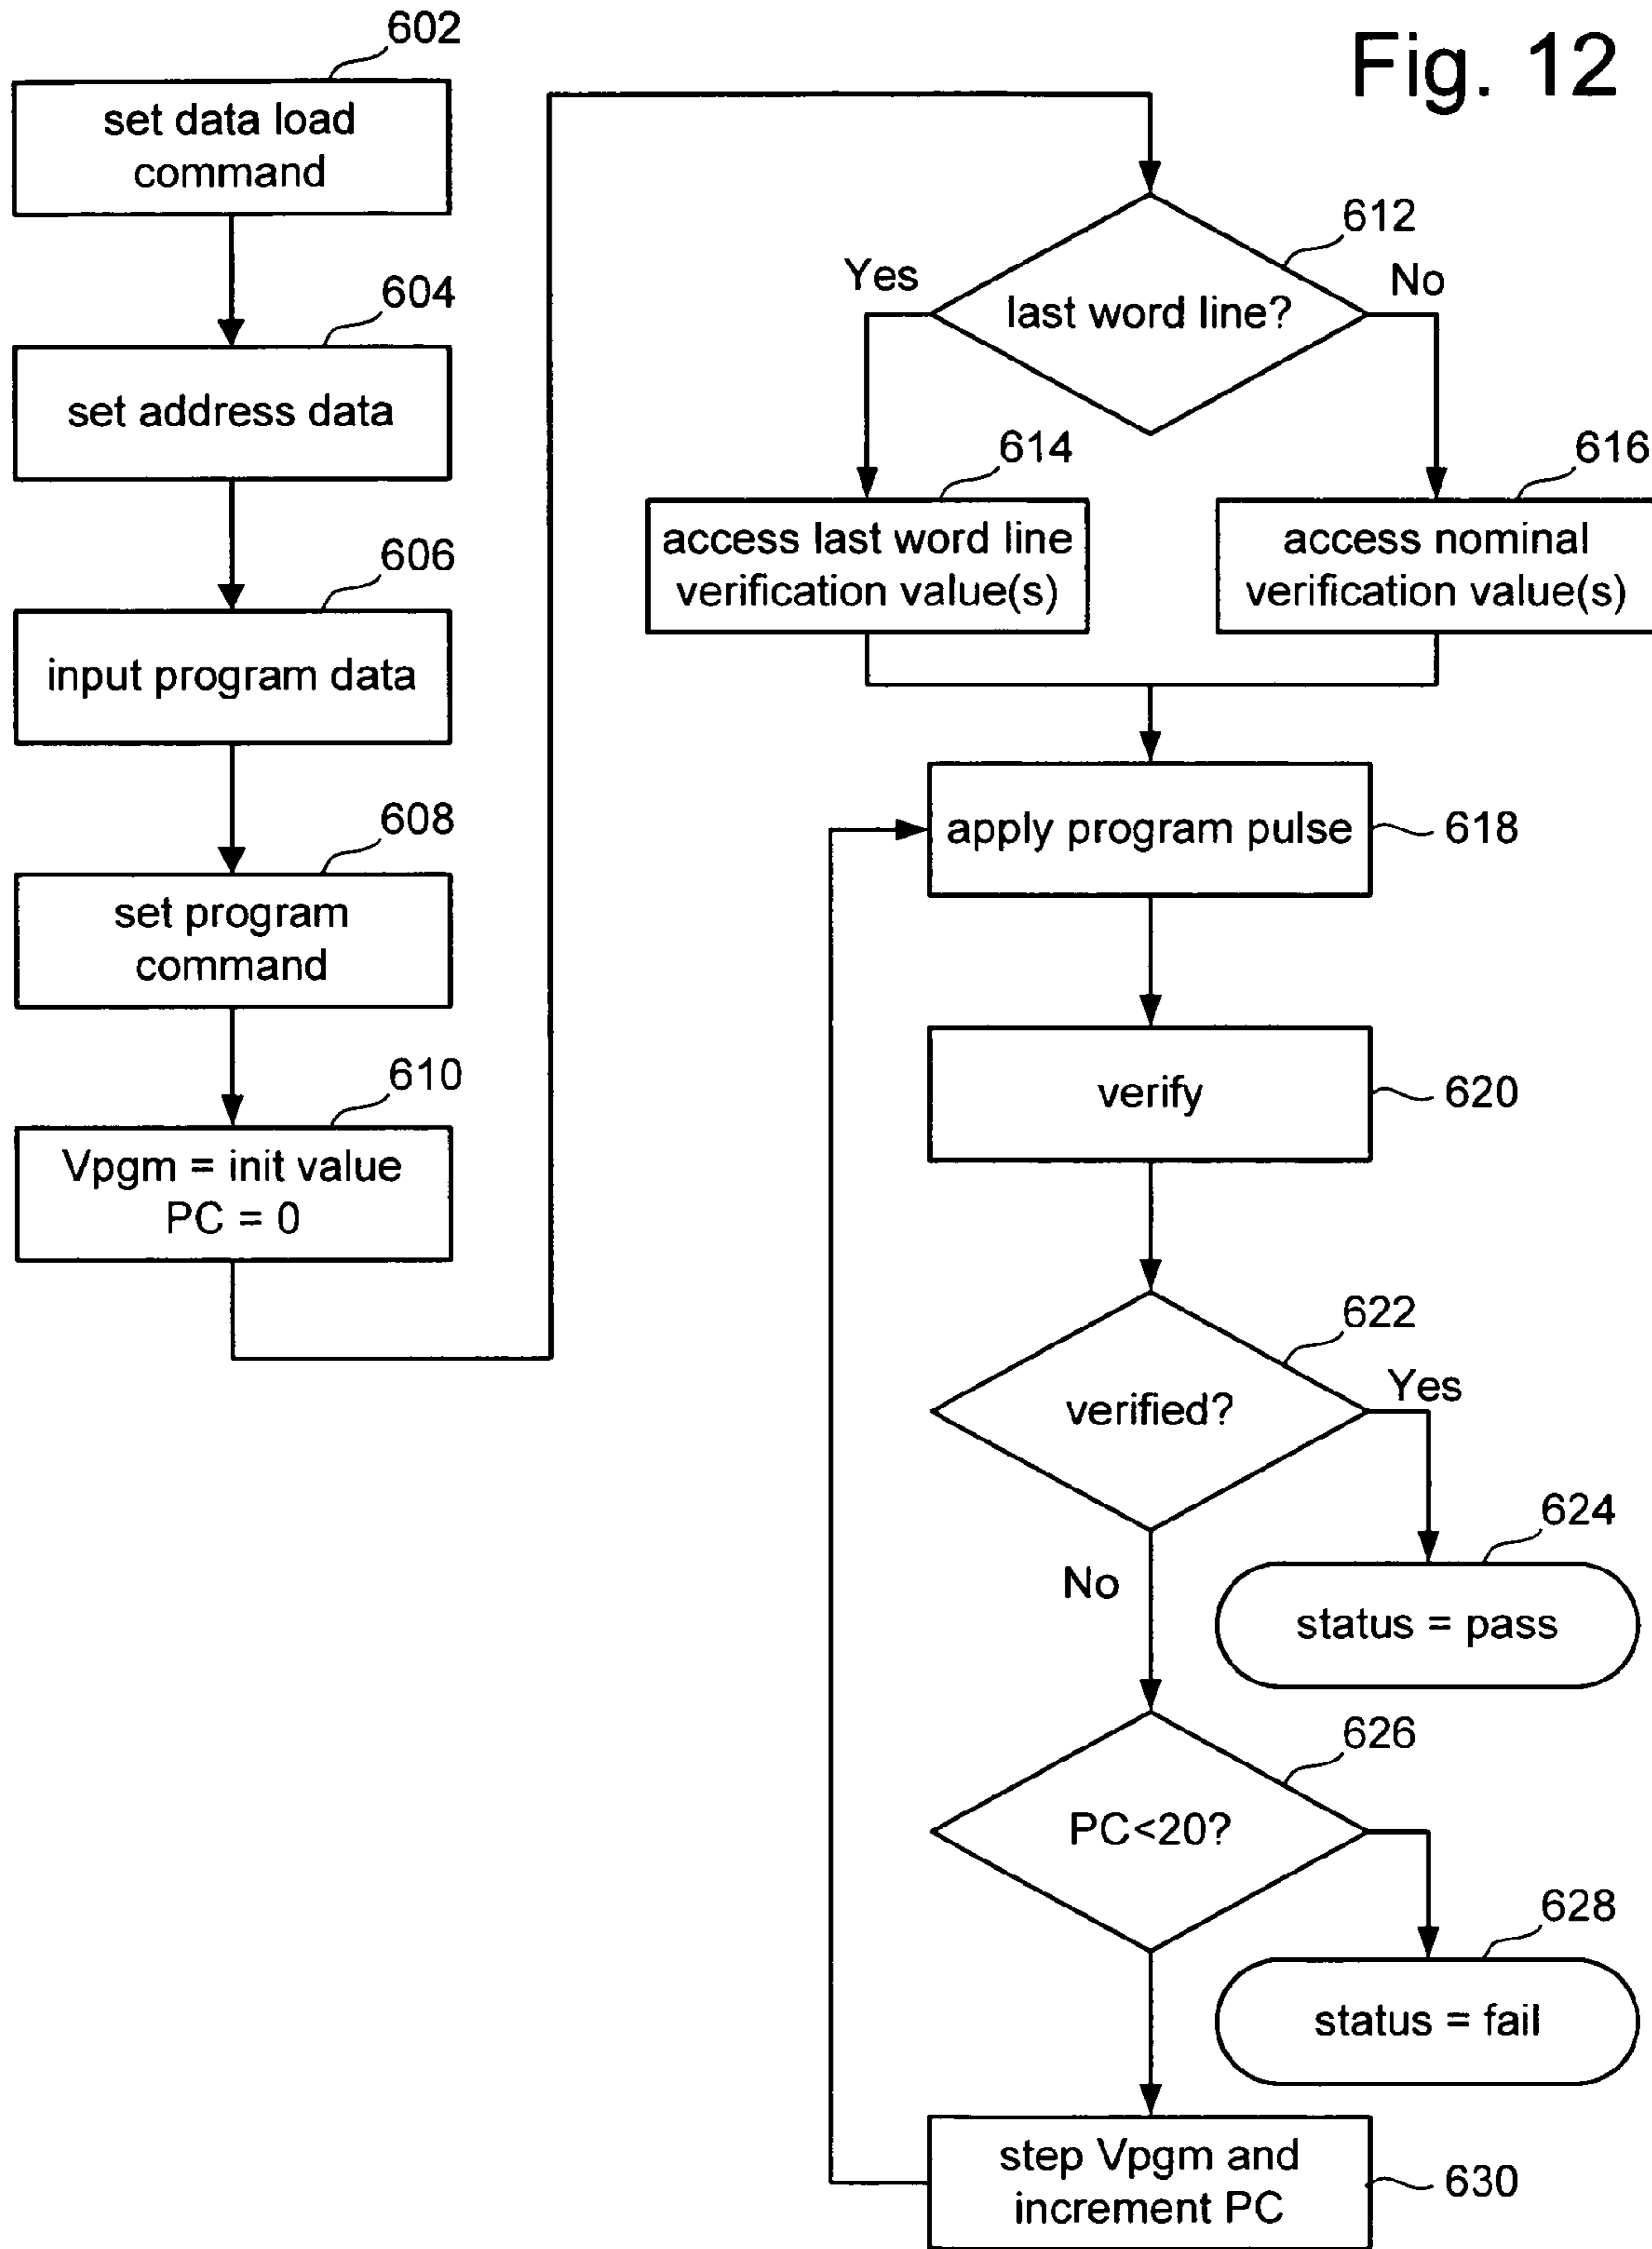 Fig. 12
602
set data load
command
604
set address data
606
input program data
608
set program
command
610
Vpgm = init value
PC = 0
612
Yes
No
last word line?
614
access last word line
verification value(s)
616
access nominal
verification value(s)
apply program pulse
618
verify
620
622
verified?
Yes
No
624
status = pass
626
PC<20?
628
status = fail
step Vpgm and
increment PC
630